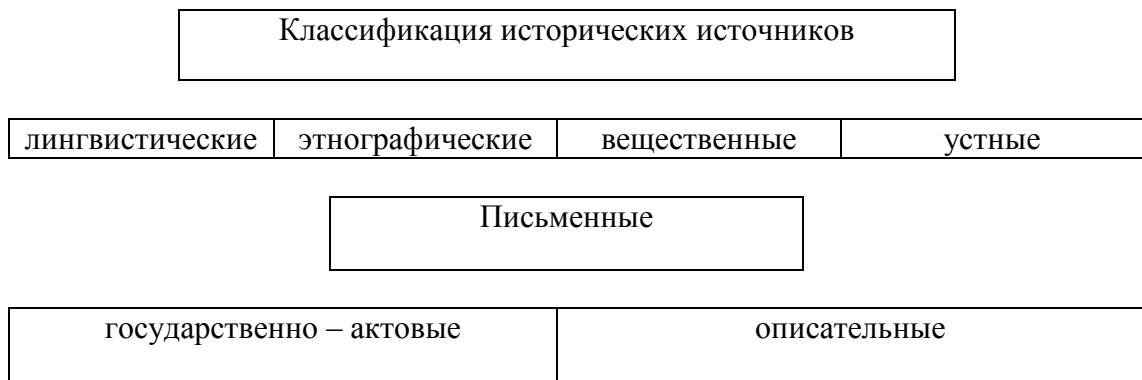 Классификация исторических источников
лингвистические этнографические вещественные устные
Письменные
государственно – актовые описательные